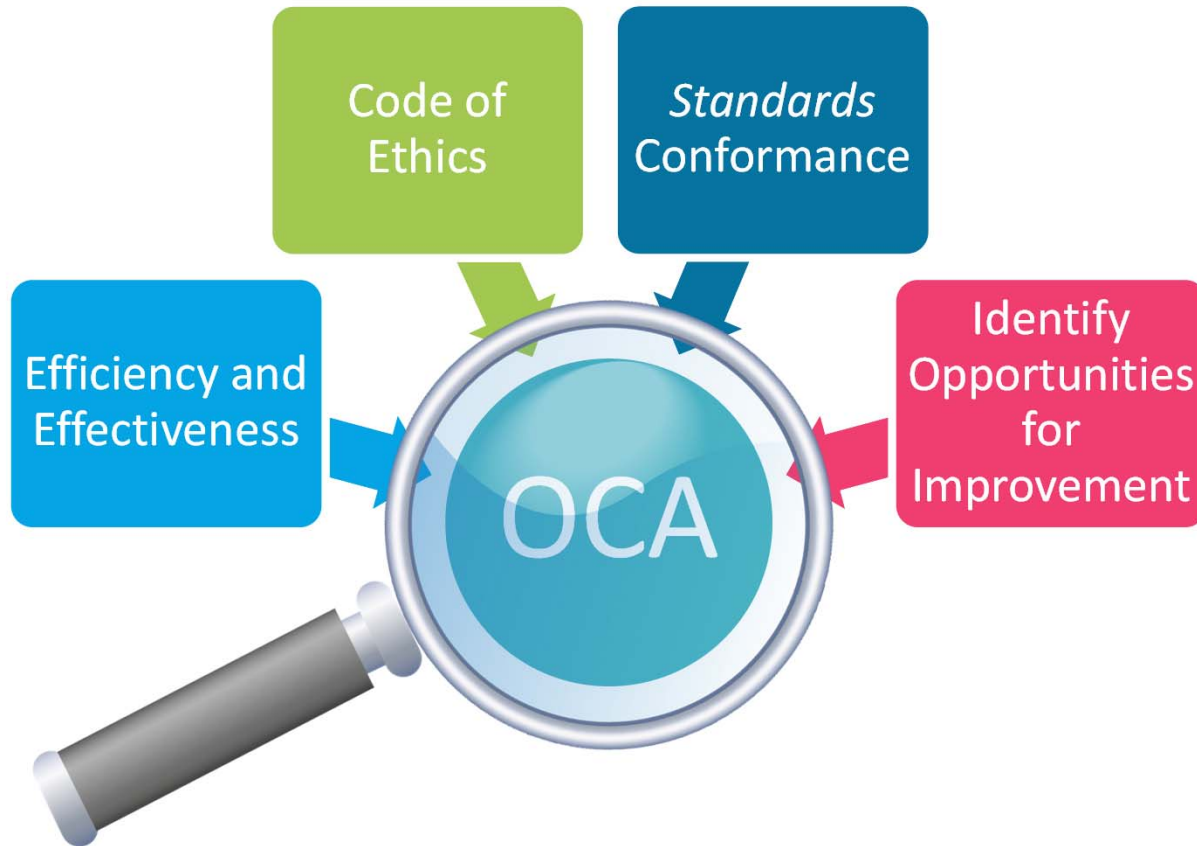 Code of
Ethics
Standards
Conformance
Efficiency and
Effectiveness
Identify
Opportunities
for
Improvement
OCA